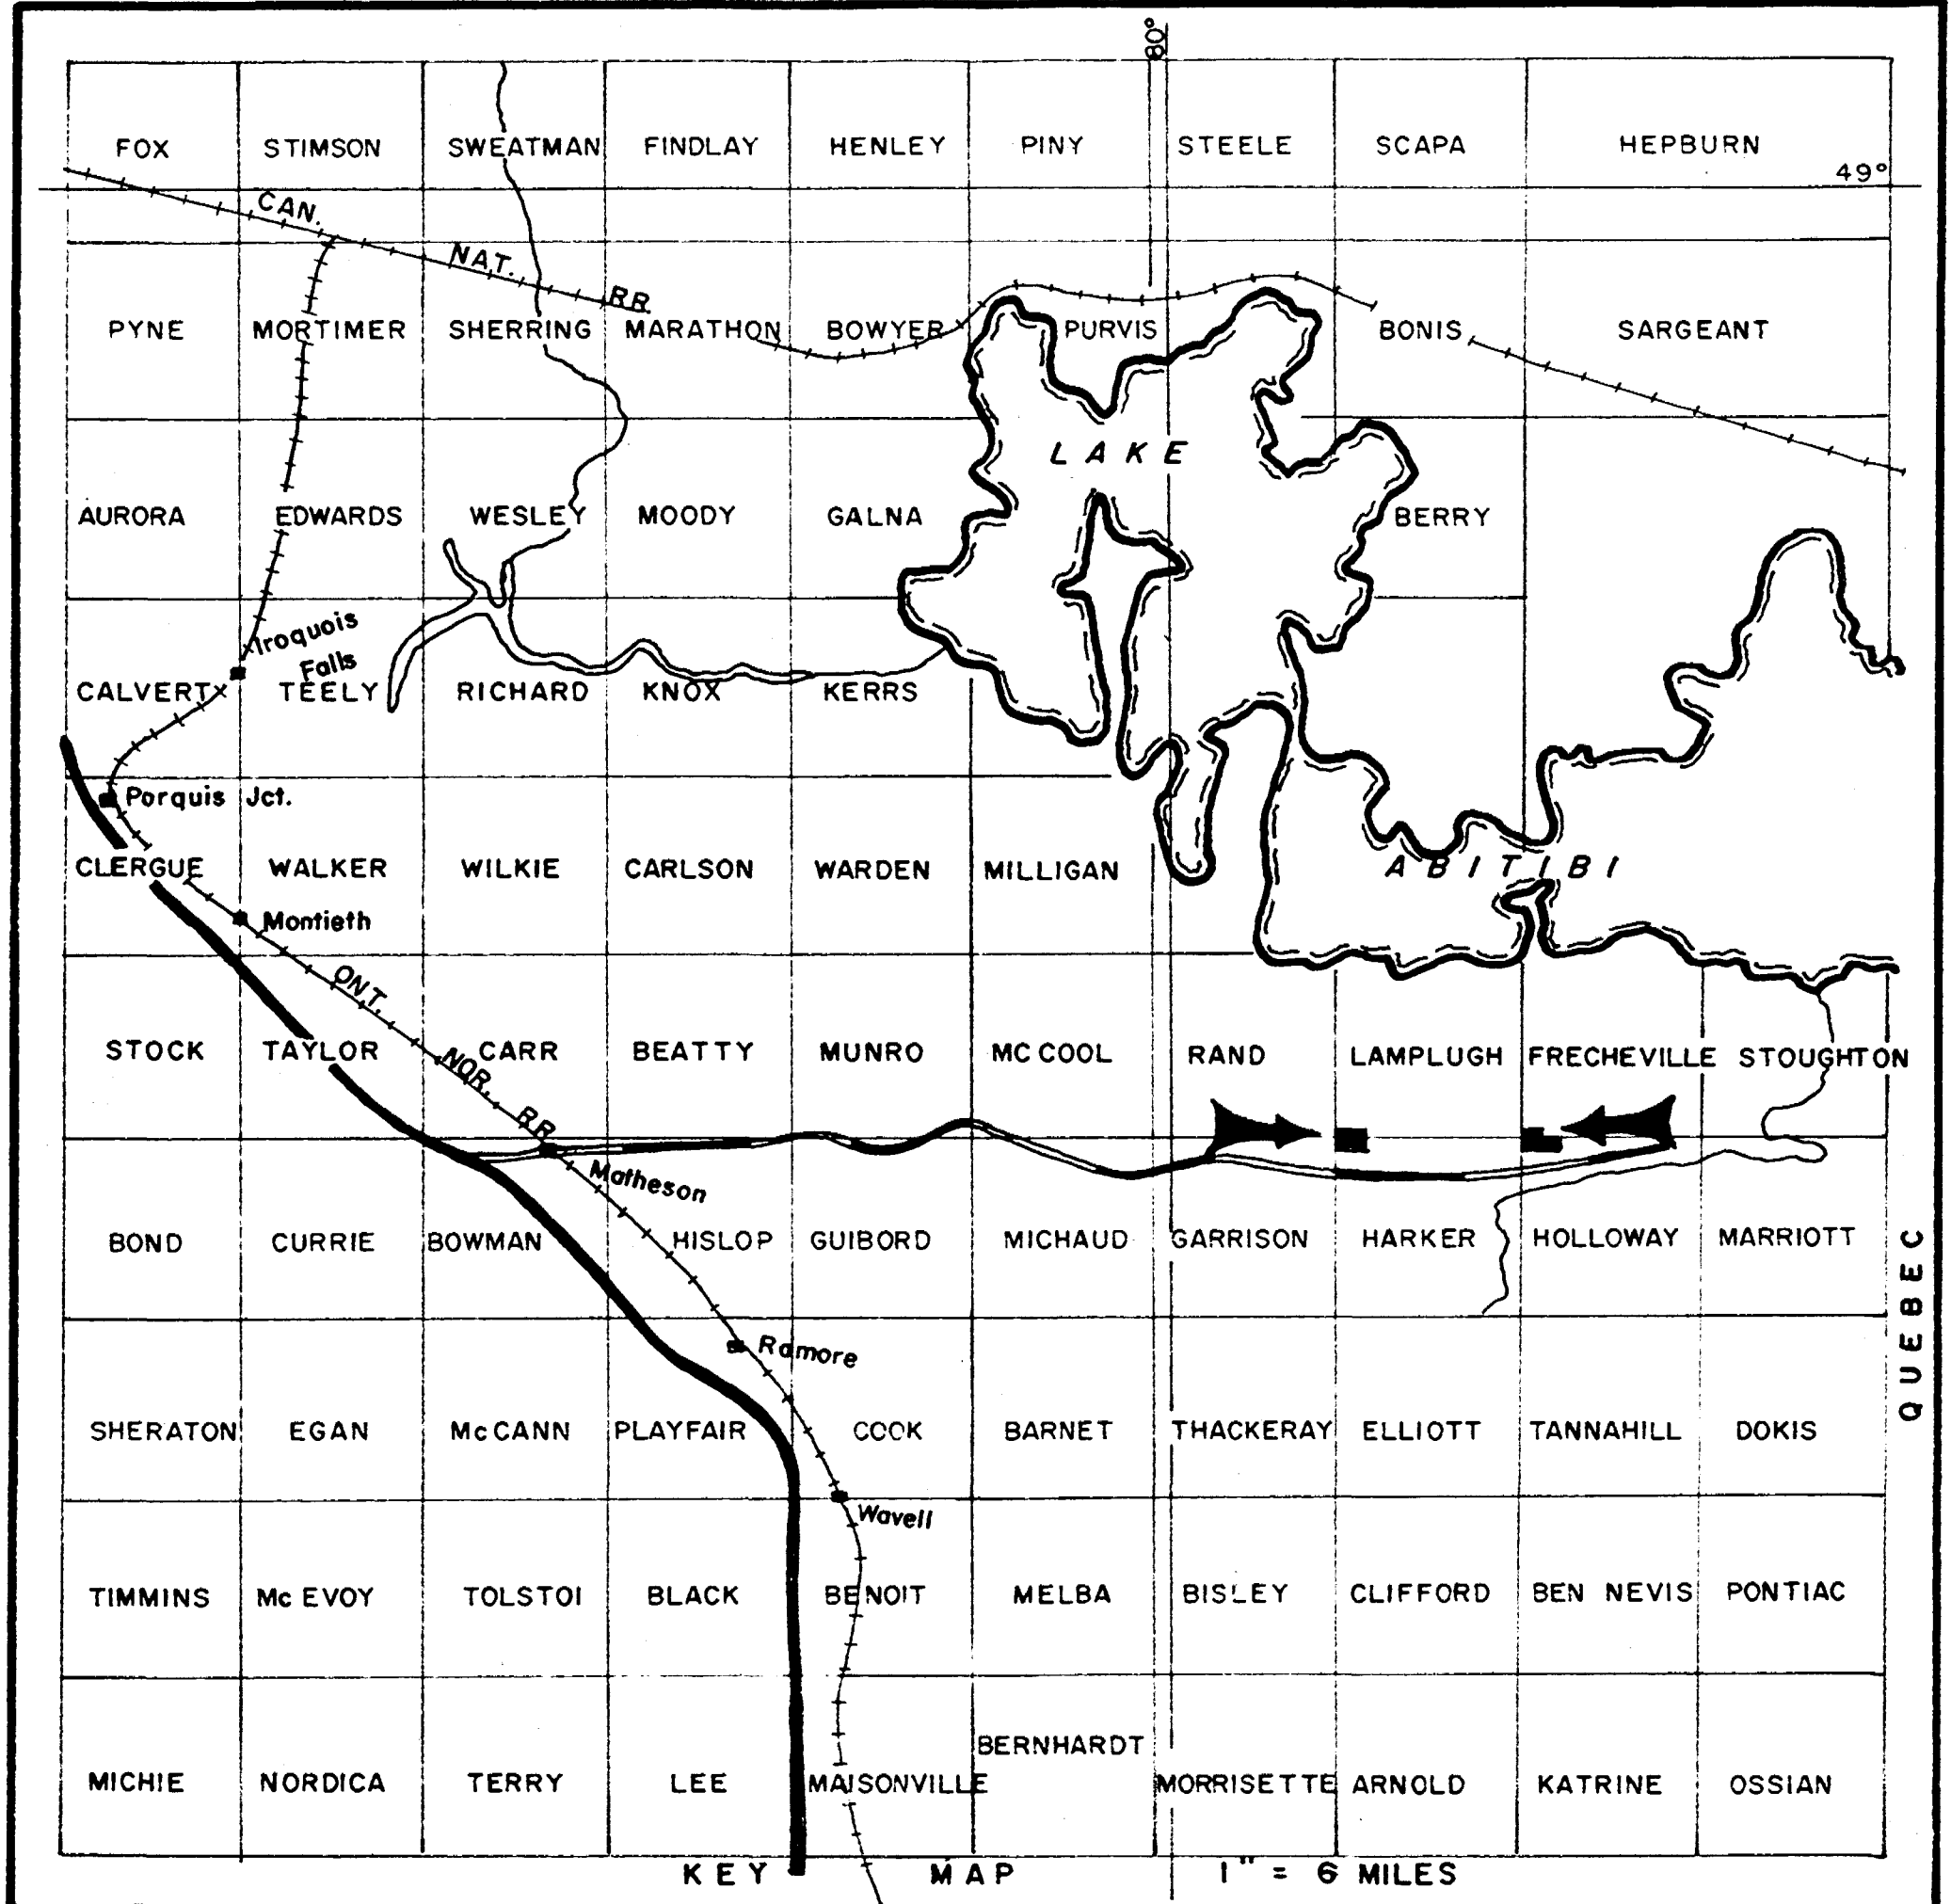 80°
FOX STIMSON SWEATMAN FINDLAY HENLEY PINY STEELE SCAPA HEPBURN
49°
CAN. NAT. RR
PYNE MORTIMER SHERRING MARATHON BOWYER PURVIS BONIS SARGEANT
LAKE
AURORA EDWARDS WESLEY MOODY GALNA BERRY
Iroquois
Falls
CALVERT TEELY RICHARD KNOX KERRS
Porquis Jct.
CLERGUE WALKER WILKIE CARLSON WARDEN MILLIGAN ABITIBI
Montieth
ONT. NOR. RR
STOCK TAYLOR CARR BEATTY MUNRO MC COOL RAND LAMPLUGH FRECHEVILLE STOUGHTON
Matheson
BOND CURRIE BOWMAN HISLOP GUIBORD MICHAUD GARRISON HARKER HOLLOWAY MARRIOTT
QUEBEC
Ramore
SHERATON EGAN McCANN PLAYFAIR COOK BARNET THACKERAY ELLIOTT TANNAHILL DOKIS
Wavell
TIMMINS Mc EVOY TOLSTOI BLACK BENOIT MELBA BISLEY CLIFFORD BEN NEVIS PONTIAC
BERNHARDT
MICHIE NORDICA TERRY LEE MAISONVILLE MORRISETTE ARNOLD KATRINE OSSIAN
KEY MAP 1" = 6 MILES